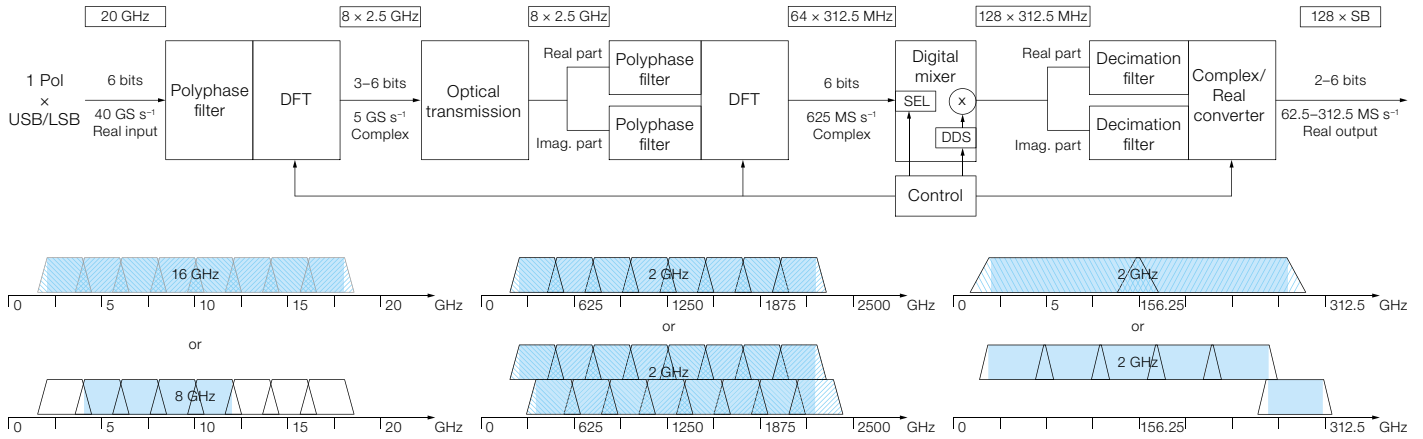 20 GHz
8 × 2.5 GHz
8 × 2.5 GHz
64 × 312.5 MHz
128 × 312.5 MHz
128 × SB
1 Pol
×
USB/LSB
6 bits
40 GS s⁻¹
Real input
Polyphase
filter
DFT
3–6 bits
5 GS s⁻¹
Complex
Optical
transmission
Real part
Imag. part
Polyphase
filter
Polyphase
filter
DFT
6 bits
625 MS s⁻¹
Complex
Digital
mixer
SEL
x
DDS
Control
Real part
Imag. part
Decimation
filter
Decimation
filter
Complex/
Real
converter
2–6 bits
62.5–312.5 MS s⁻¹
Real output
16 GHz
0 5 10 15 20 GHz
or
8 GHz
0 5 10 15 20 GHz
2 GHz
0 625 1250 1875 2500 GHz
or
2 GHz
0 625 1250 1875 2500 GHz
2 GHz
0 5 156.25 312.5 GHz
or
2 GHz
0 156.25 312.5 GHz